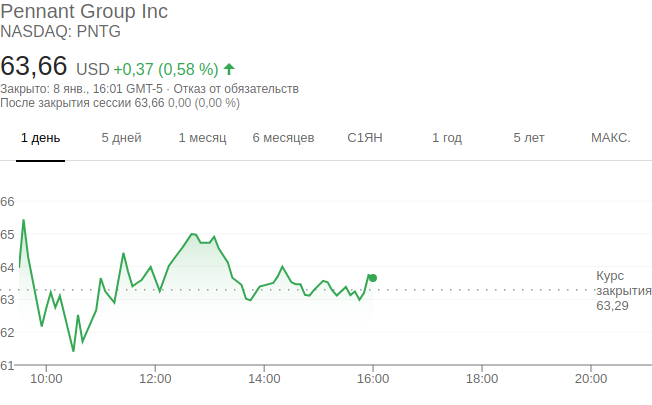 Pennant Group Inc
NASDAQ: PNTG
63,66 USD +0,37 (0,58 %)
Закрыто: 8 янв., 16:01 GMT-5 · Отказ от обязательств
После закрытия сессии 63,66 0,00 (0,00 %)
1 день 5 дней 1 месяц 6 месяцев С1ЯН 1 год 5 лет МАКС.
66
65
64
Курс
закрытия
63,29
63
62
61
10:00 12:00 14:00 16:00 18:00 20:00